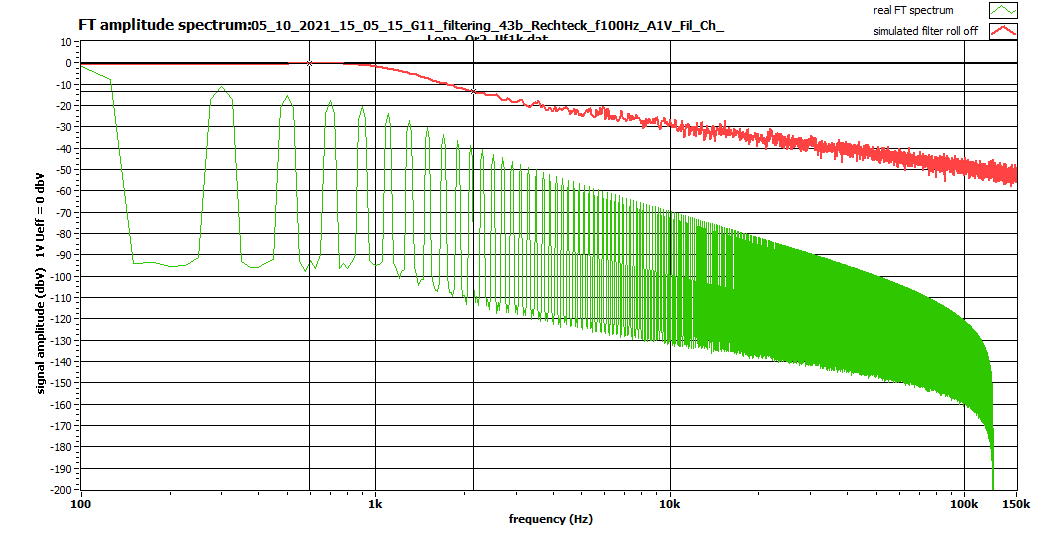 FT amplitude spectrum:05_10_2021_15_05_15_G11_filtering_43b_Rechteck_f100Hz_A1V_Fil_Ch_
real FT spectrum
simulated filter roll off
10
0
-10
-20
-30
-40
-50
-60
-70
-80
-90
-100
-110
-120
-130
-140
-150
-160
-170
-180
-190
-200
signal amplitude (dbV) 1V Ueff = 0 dbV
100
1k
10k
100k
150k
frequency (Hz)